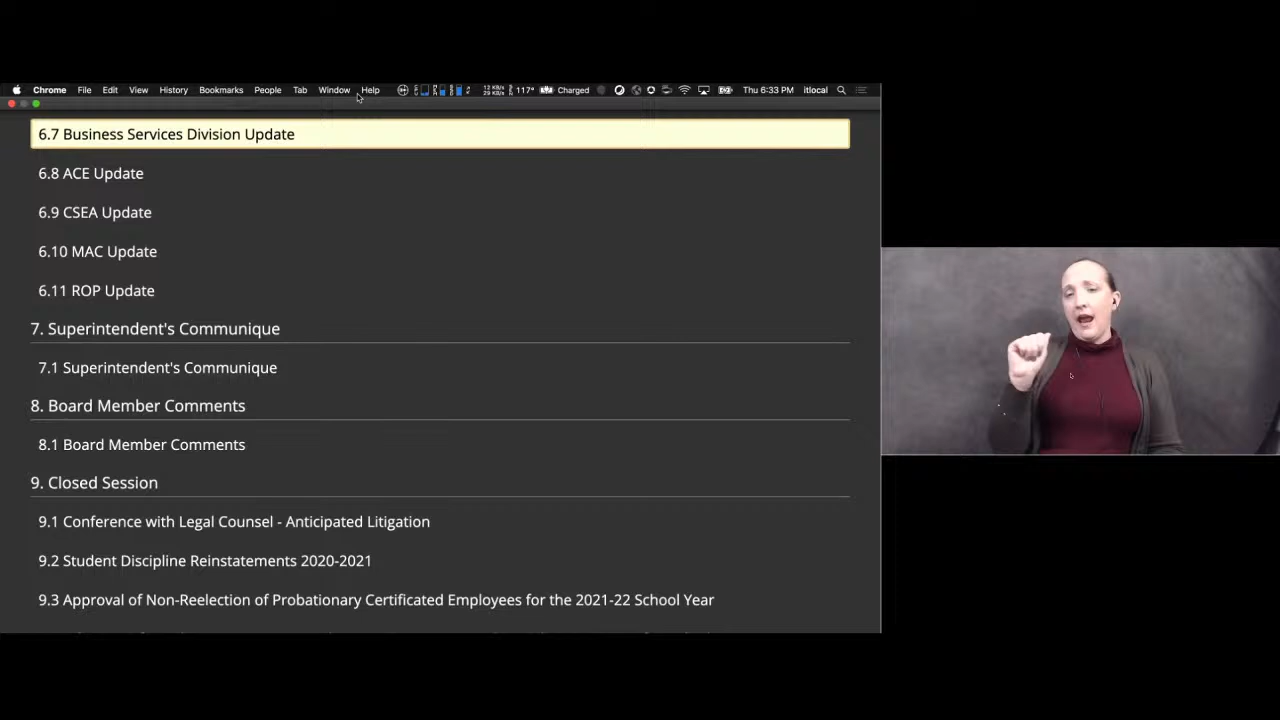 Chrome File Edit View History Bookmarks People Tab Window Help 117° Charged Thu 6:33 PM itlocal
6.7 Business Services Division Update
6.8 ACE Update
6.9 CSEA Update
6.10 MAC Update
6.11 ROP Update
7. Superintendent's Communique
7.1 Superintendent's Communique
8. Board Member Comments
8.1 Board Member Comments
9. Closed Session
9.1 Conference with Legal Counsel - Anticipated Litigation
9.2 Student Discipline Reinstatements 2020-2021
9.3 Approval of Non-Reelection of Probationary Certificated Employees for the 2021-22 School Year